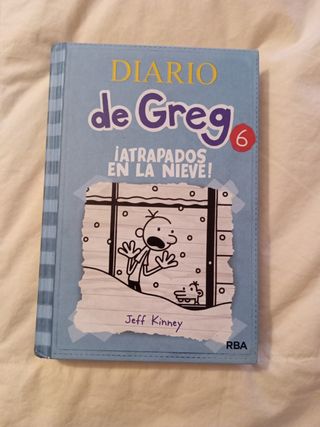 DIARIO
de Greg
6
¡ATRAPADOS
EN LA NIEVE!
Jeff Kinney
RBA